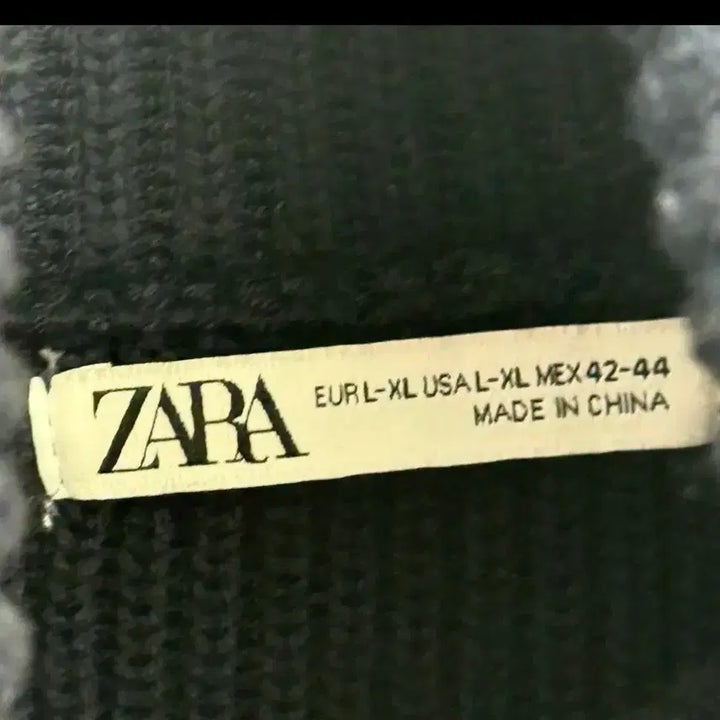 ZARA
EUR L-XL USA L-XL MEX 42-44
MADE IN CHINA